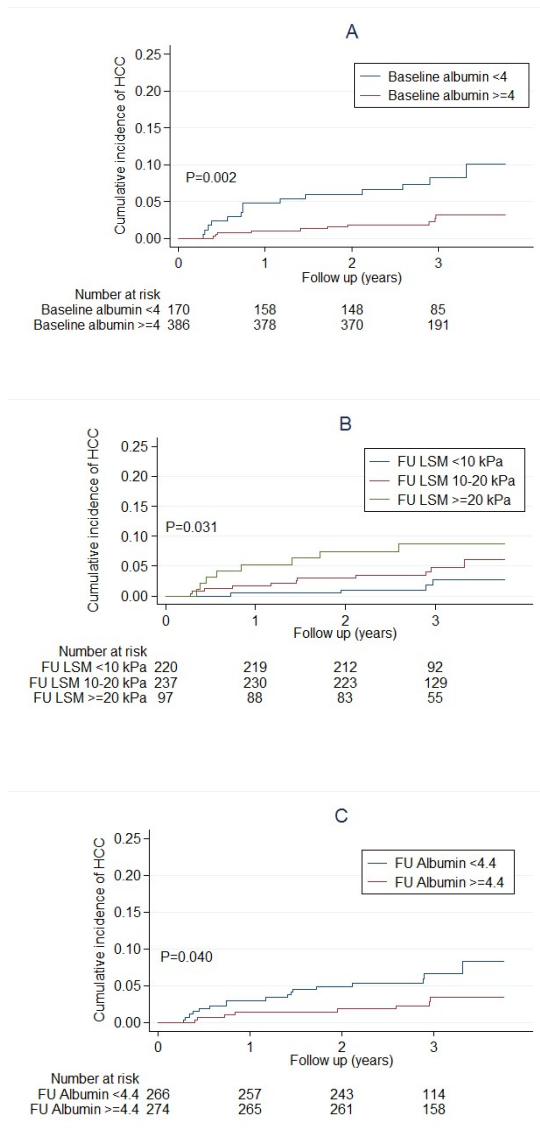 A
Cumulative incidence of HCC
0.25
0.20
0.15
0.10
0.05
0.00
Baseline albumin <4
Baseline albumin >=4
P=0.002
0 1 2 3
Follow up (years)
Number at risk
Baseline albumin <4 170 158 148 85
Baseline albumin >=4 386 378 370 191
B
Cumulative incidence of HCC
0.25
0.20
0.15
0.10
0.05
0.00
FU LSM <10 kPa
FU LSM 10-20 kPa
FU LSM >=20 kPa
P=0.031
0 1 2 3
Follow up (years)
Number at risk
FU LSM <10 kPa 220 219 212 92
FU LSM 10-20 kPa 237 230 223 129
FU LSM >=20 kPa 97 88 83 55
C
Cumulative incidence of HCC
0.25
0.20
0.15
0.10
0.05
0.00
FU Albumin <4.4
FU Albumin >=4.4
P=0.040
0 1 2 3
Follow up (years)
Number at risk
FU Albumin <4.4 266 257 243 114
FU Albumin >=4.4 274 265 261 158